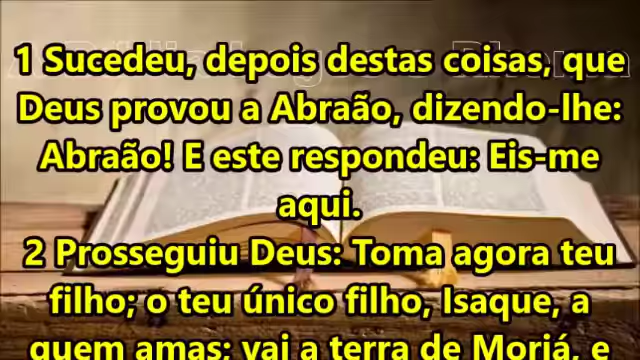 1 Sucedeu, depois destas coisas, que
Deus provou a Abraão, dizendo-lhe:
Abraão! E este respondeu: Eis-me
aqui.
2 Prosseguiu Deus: Toma agora teu
filho; o teu único filho, Isaque, a
quem amas; vai a terra de Moriá, e